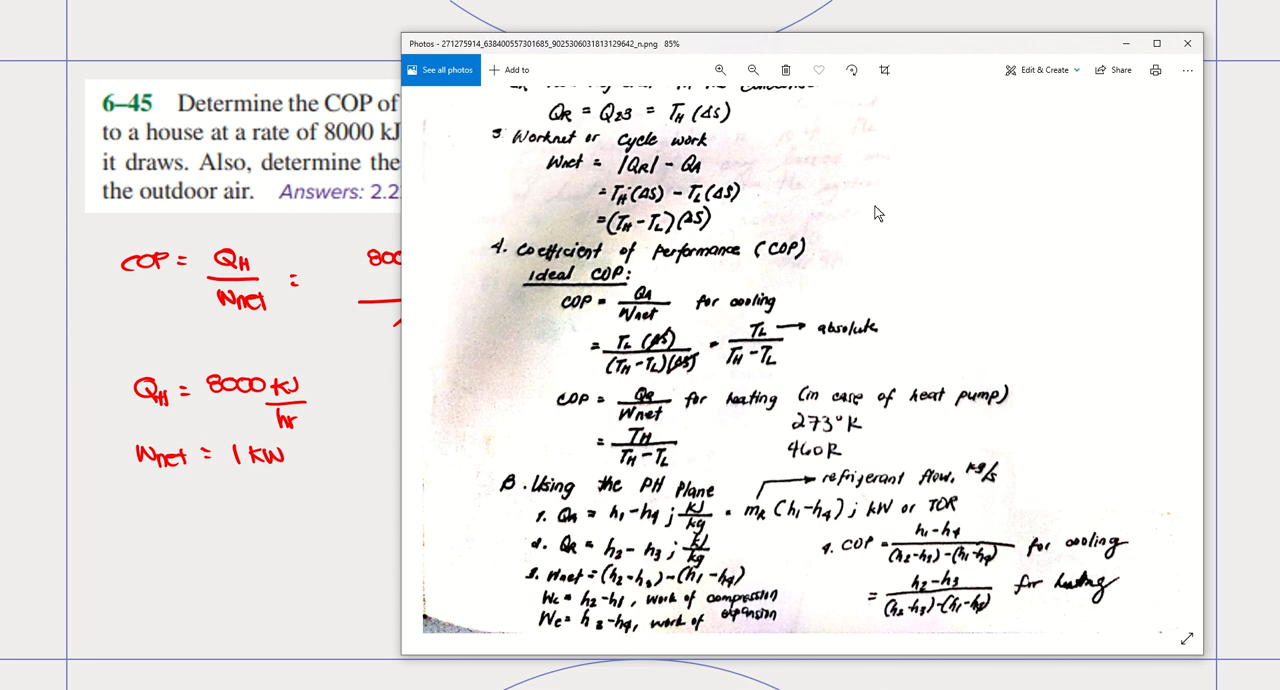 Photos - 271275914_638400557301685_9025306031813129642_n.png 85%
See all photos
Add to
Edit & Create
Share
6–45 Determine the COP of
to a house at a rate of 8000 kJ
it draws. Also, determine the
the outdoor air. Answers: 2.2
COP = QH / Wnet = 800
QH = 8000 kJ / hr
Wnet = 1 kW
QR = Q23 = TH (ΔS)
3. Worknet or Cycle work
Wnet = |QR| - QA
= TH (ΔS) - TL (ΔS)
= (TH - TL)(ΔS)
4. Coefficient of Performance (COP)
Ideal COP:
COP = QA / Wnet for cooling
= TL (ΔS) / (TH - TL)(ΔS) = TL / TH - TL → absolute
COP = QR / Wnet for heating (in case of heat pump)
273°K
= TH / TH - TL
460R
B. Using the PH Plane
→ refrigerant flow, kg/s
1. QA = h1 - h4 ; kJ/kg = mR (h1 - h4) ; kW or TOR
2. QR = h2 - h3 ; kJ/kg
4. COP = h1 - h4 / (h2 - h3) - (h1 - h4) for cooling
3. Wnet = (h2 - h3) - (h1 - h4)
= h2 - h3 / (h2 - h3) - (h1 - h4) for heating
Wc = h2 - h1, work of compression
We = h3 - h4, work of expansion